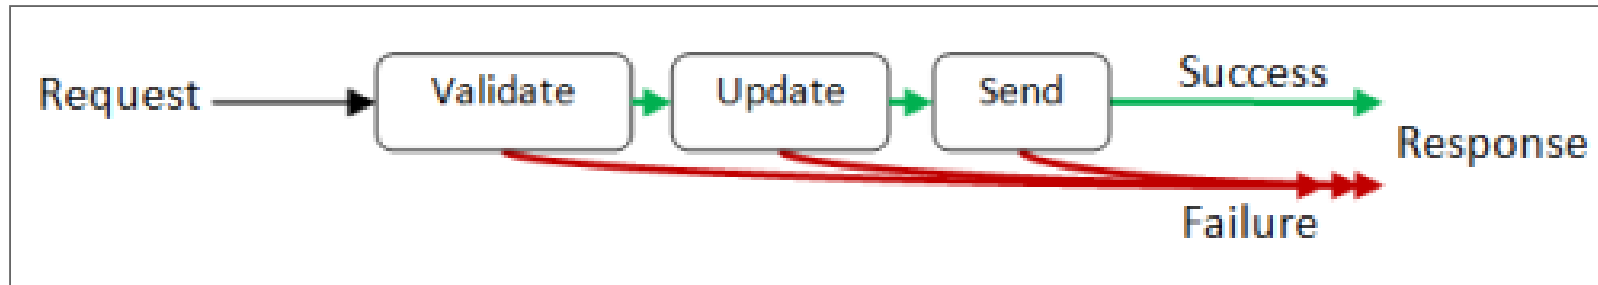 Request
Validate
Update
Send
Success
Response
Failure